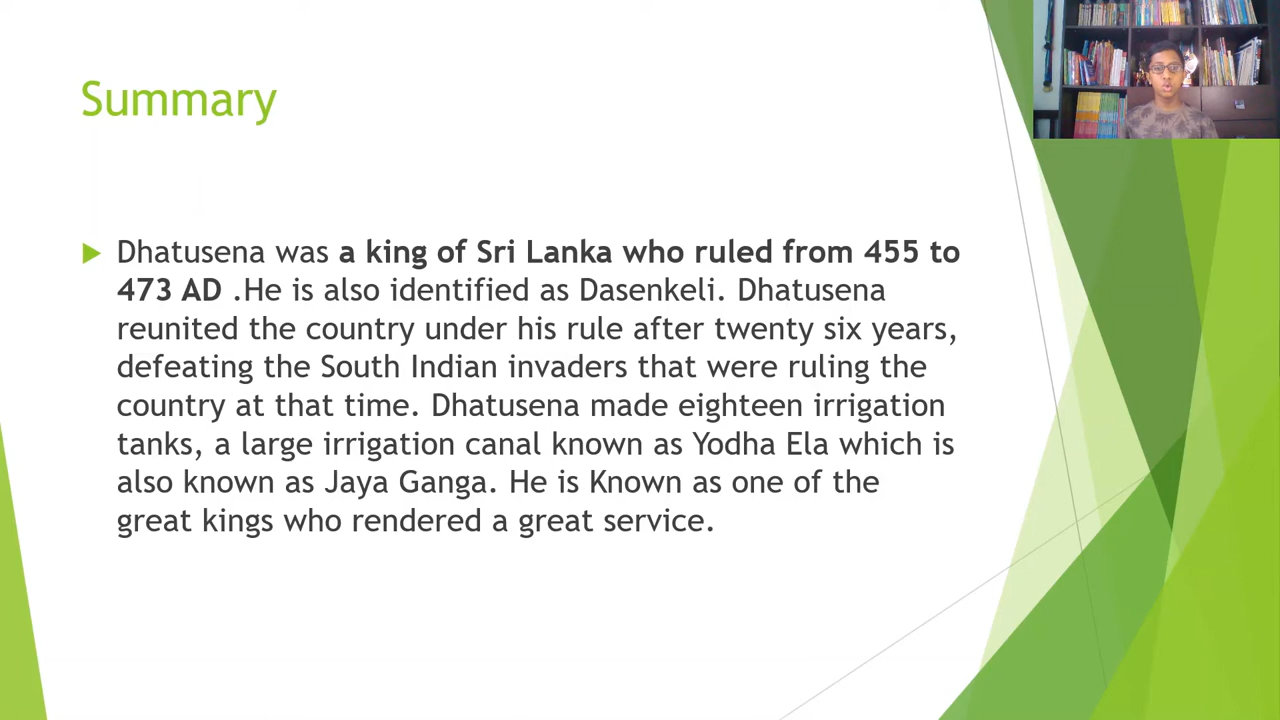 Summary
Dhatusena was a king of Sri Lanka who ruled from 455 to
473 AD .He is also identified as Dasenkeli. Dhatusena
reunited the country under his rule after twenty six years,
defeating the South Indian invaders that were ruling the
country at that time. Dhatusena made eighteen irrigation
tanks, a large irrigation canal known as Yodha Ela which is
also known as Jaya Ganga. He is Known as one of the
great kings who rendered a great service.